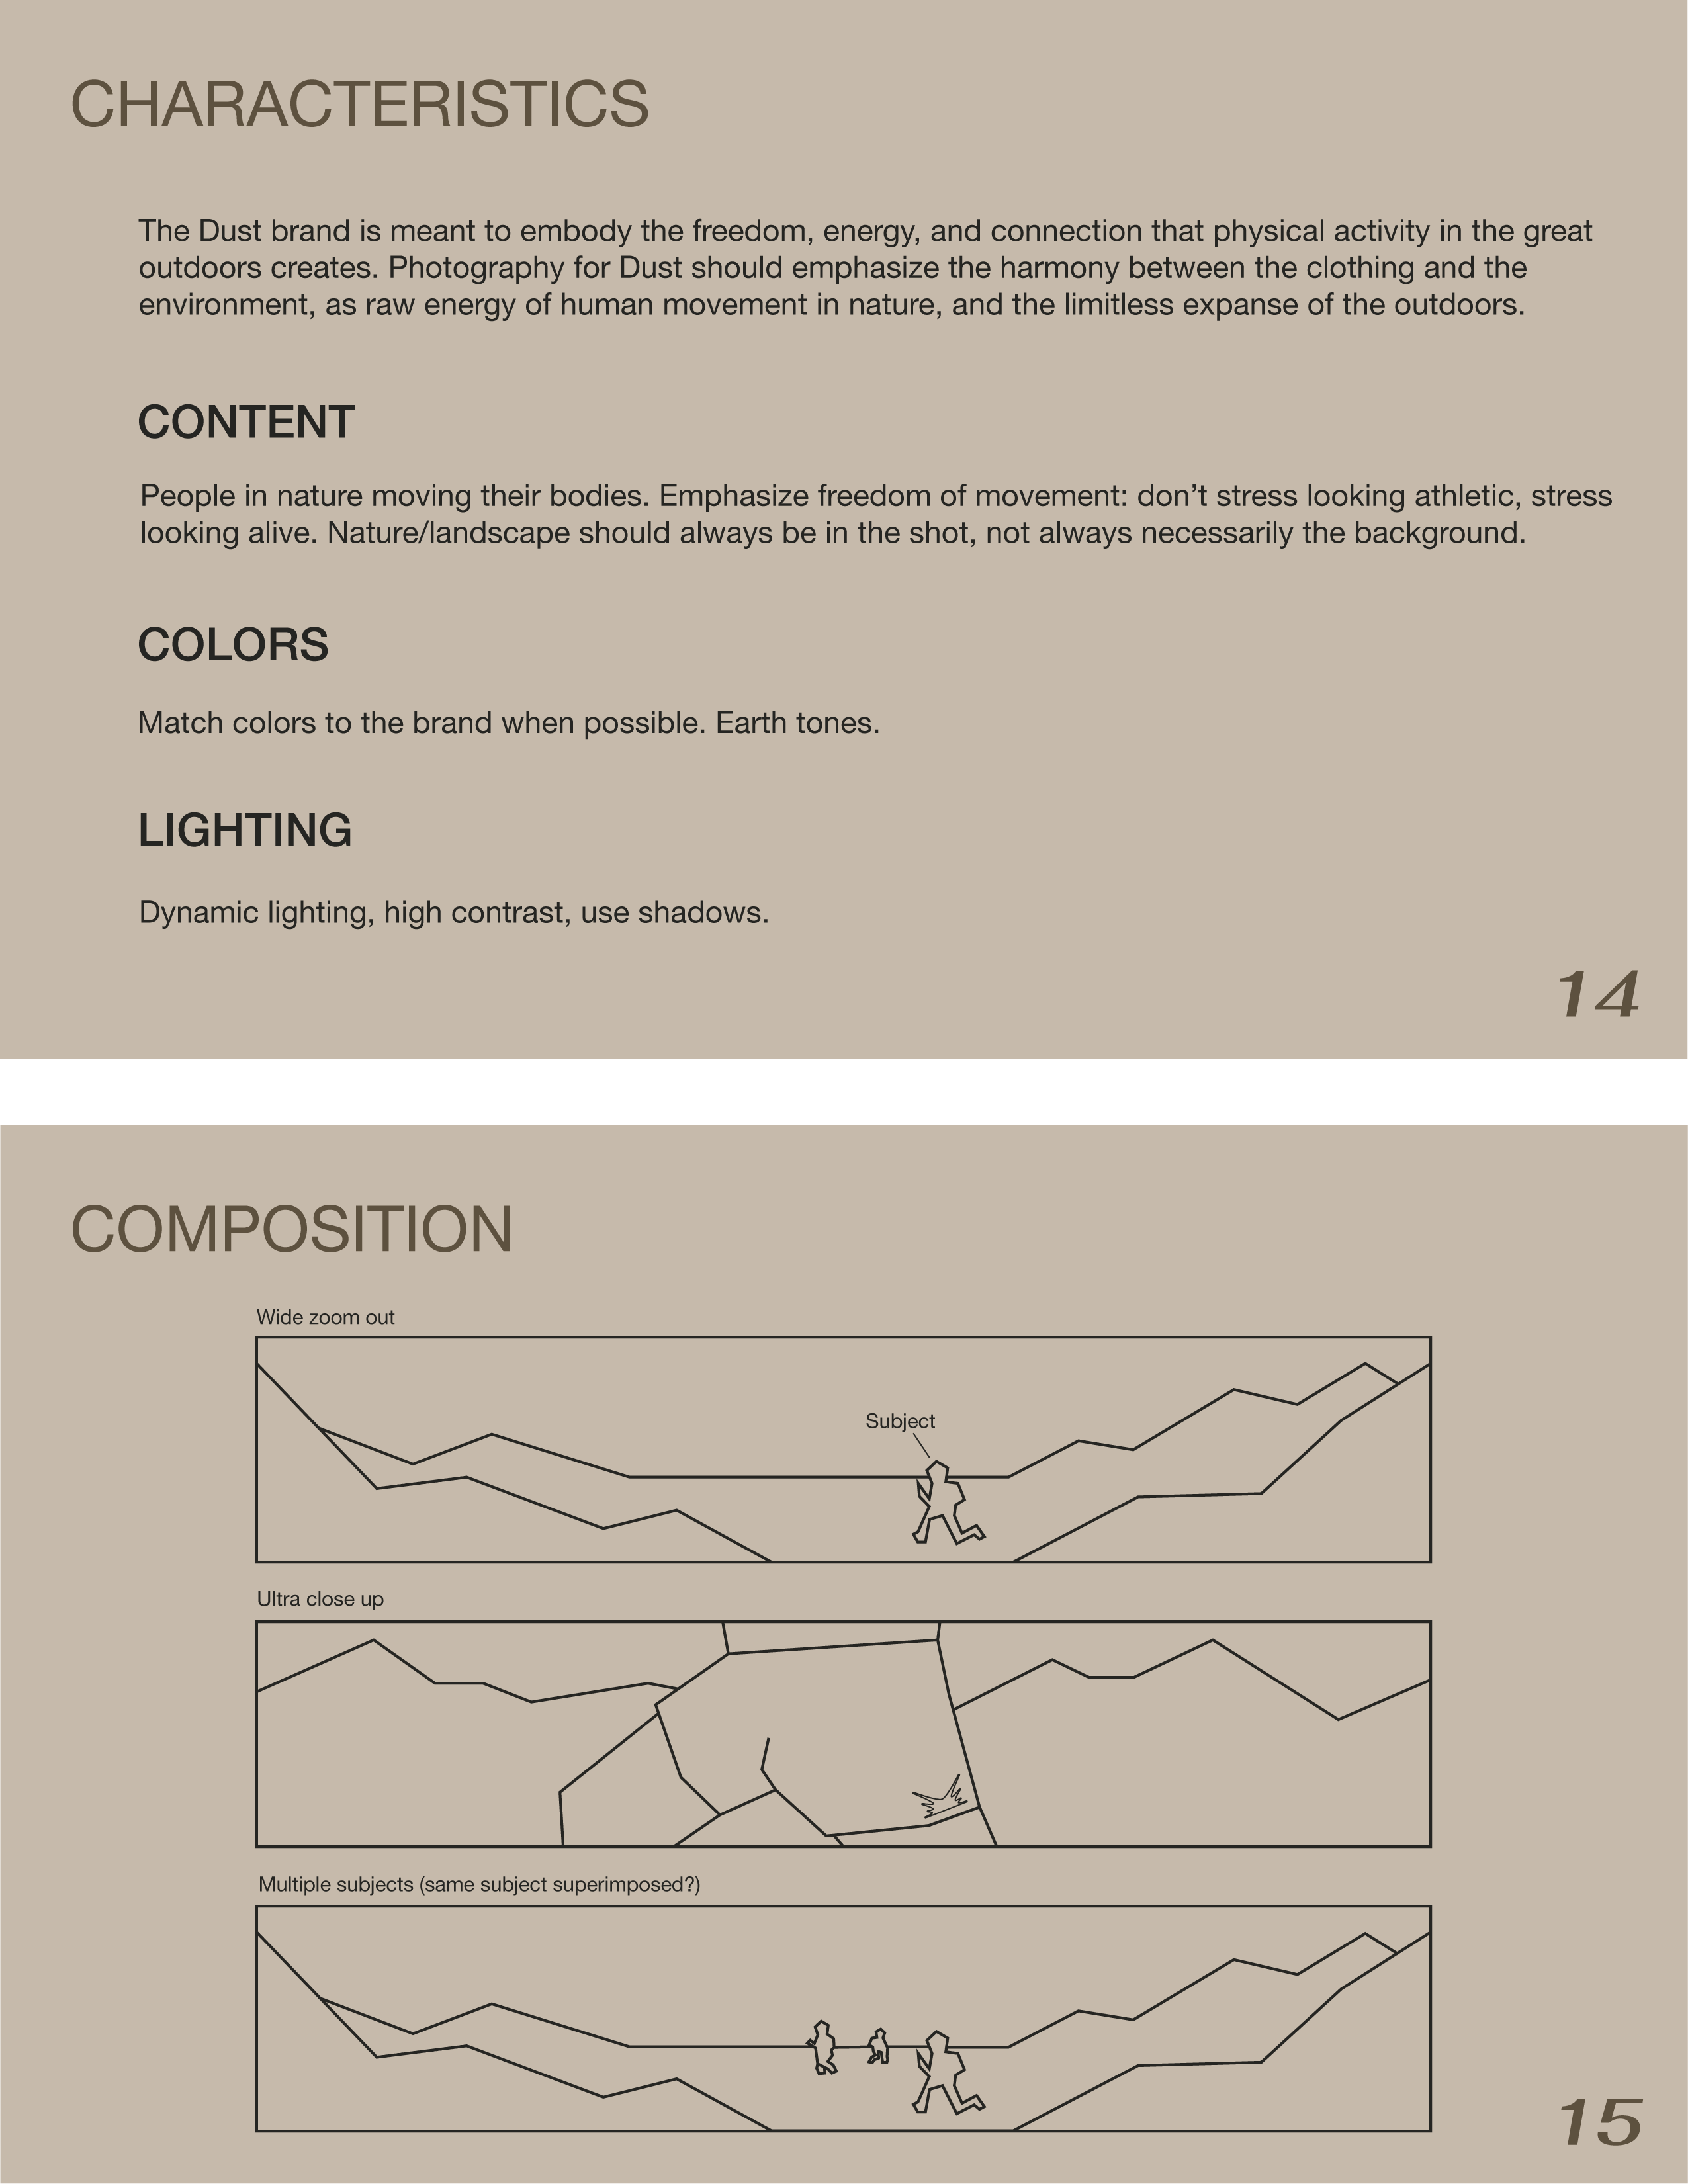 CHARACTERISTICS
The Dust brand is meant to embody the freedom, energy, and connection that physical activity in the great
outdoors creates. Photography for Dust should emphasize the harmony between the clothing and the
environment, as raw energy of human movement in nature, and the limitless expanse of the outdoors.
CONTENT
People in nature moving their bodies. Emphasize freedom of movement: don’t stress looking athletic, stress
looking alive. Nature/landscape should always be in the shot, not always necessarily the background.
COLORS
Match colors to the brand when possible. Earth tones.
LIGHTING
Dynamic lighting, high contrast, use shadows.
14
COMPOSITION
Wide zoom out
Subject
Ultra close up
Multiple subjects (same subject superimposed?)
15